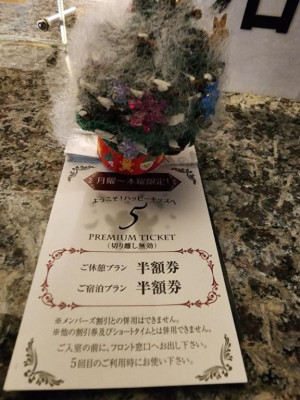 月曜～木曜限定!
ようこそ!ハッピー
5
PREMIUM TICKET
(切り離し無効)
ご休憩プラン 半額券
ご宿泊プラン 半額券
※メンバーズ割引との併用はできません。
※他の割引券及びショートタイムとは併用できません。
ご入室の前に、フロント窓口へお出し下さい。
5回目のご利用時にお使い下さい。